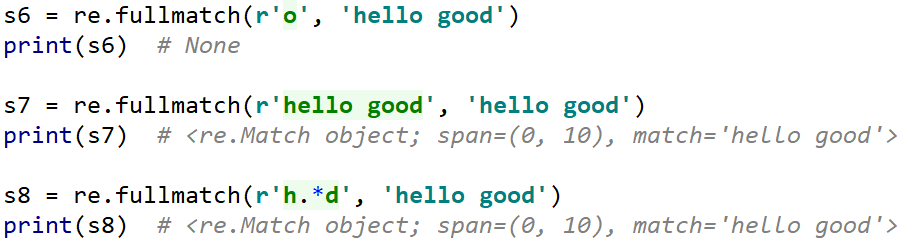 s6 = re.fullmatch(r'o', 'hello good')
print(s6)  # None
s7 = re.fullmatch(r'hello good', 'hello good')
print(s7)  # <re.Match object; span=(0, 10), match='hello good'>
s8 = re.fullmatch(r'h.*d', 'hello good')
print(s8)  # <re.Match object; span=(0, 10), match='hello good'>